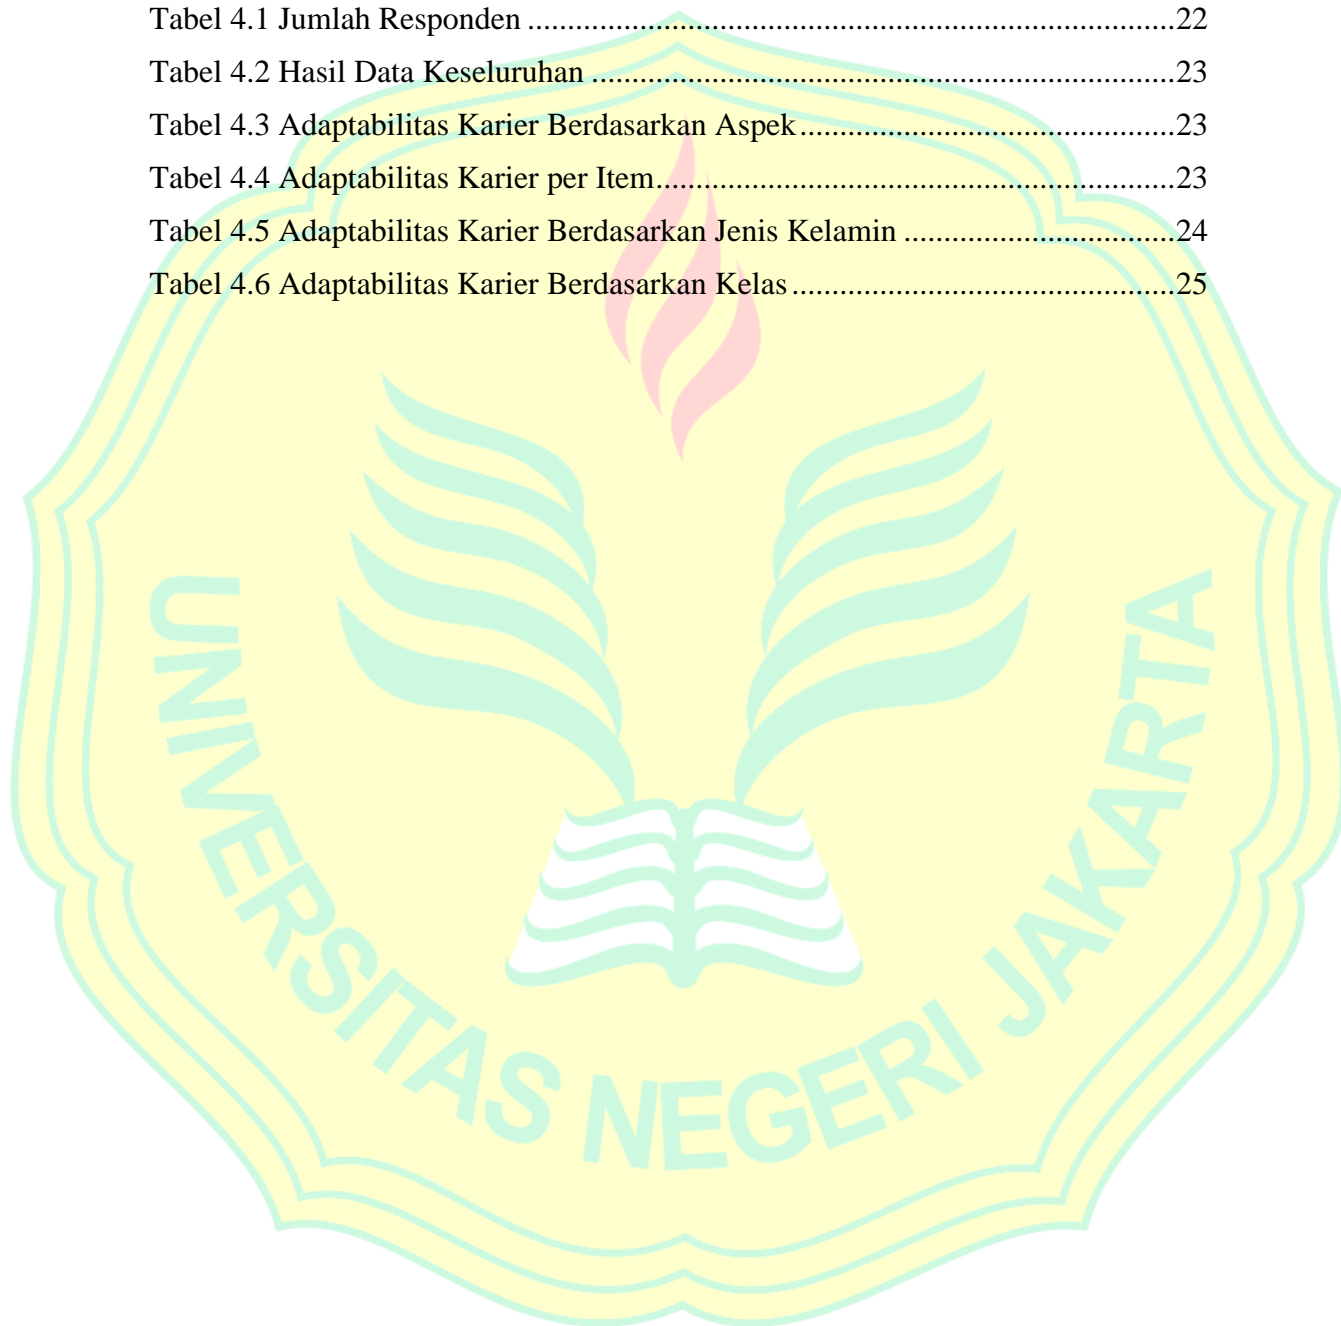 Tabel 4.1 Jumlah Responden ................................................................................22
Tabel 4.2 Hasil Data Keseluruhan ........................................................................23
Tabel 4.3 Adaptabilitas Karier Berdasarkan Aspek...............................................23
Tabel 4.4 Adaptabilitas Karier per Item................................................................23
Tabel 4.5 Adaptabilitas Karier Berdasarkan Jenis Kelamin ..................................24
Tabel 4.6 Adaptabilitas Karier Berdasarkan Kelas................................................25
UNIVERSITAS NEGERI JAKARTA